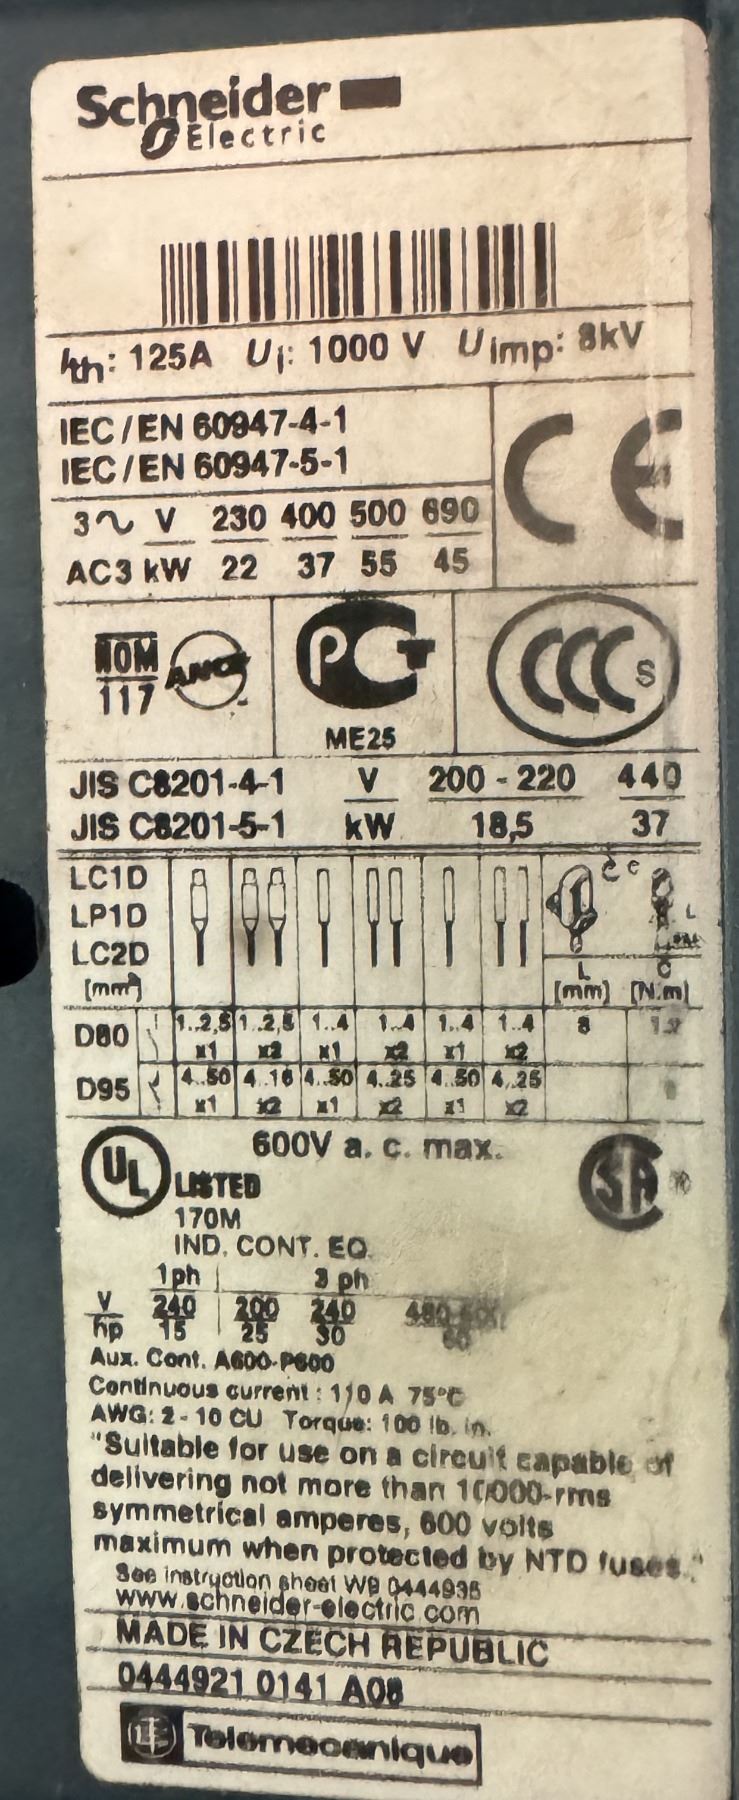 Schneider
Electric
Ith: 125A Ui: 1000 V Uimp: 8kV
IEC/EN 60947-4-1
IEC/EN 60947-5-1
CE
3~ V 230 400 500 690
AC3 kW 22 37 55 45
NOM
117
ANCE
PCT
ME25
CCC S
JIS C8201-4-1 V 200 - 220 440
JIS C8201-5-1 kW 18,5 37
LC1D
LP1D
LC2D
[mm²]
L
[mm]
C
[N.m]
D80 1..2,5 1..2,5 1..4 1..4 1..4 1..4 8
x1 x2 x1 x2 x1 x2
D95 4..50 4..16 4..50 4..25 4..50 4..25
x1 x2 x1 x2 x1 x2
UL
LISTED
600V a. c. max.
SA
170M
IND. CONT. EQ.
1ph 3 ph
V 240 200 240
hp 15 25 30 60
Aux. Cont. A600-P600
Continuous current : 110 A 75°C
AWG: 2 - 10 CU Torque: 100 lb. in.
"Suitable for use on a circuit capable of
delivering not more than 10000-rms
symmetrical amperes, 600 volts
maximum when protected by NTD fuses."
See instruction sheet W9 0444935
www.schneider-electric.com
MADE IN CZECH REPUBLIC
0444921 0141 A08
Telemecanique